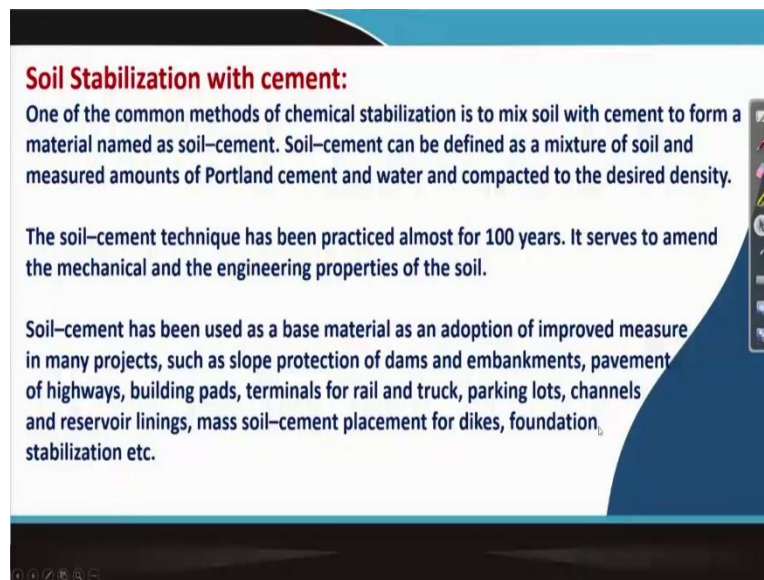 Soil Stabilization with cement:
One of the common methods of chemical stabilization is to mix soil with cement to form a
material named as soil–cement. Soil–cement can be defined as a mixture of soil and
measured amounts of Portland cement and water and compacted to the desired density.
The soil–cement technique has been practiced almost for 100 years. It serves to amend
the mechanical and the engineering properties of the soil.
Soil–cement has been used as a base material as an adoption of improved measure
in many projects, such as slope protection of dams and embankments, pavement
of highways, building pads, terminals for rail and truck, parking lots, channels
and reservoir linings, mass soil–cement placement for dikes, foundation
stabilization etc.